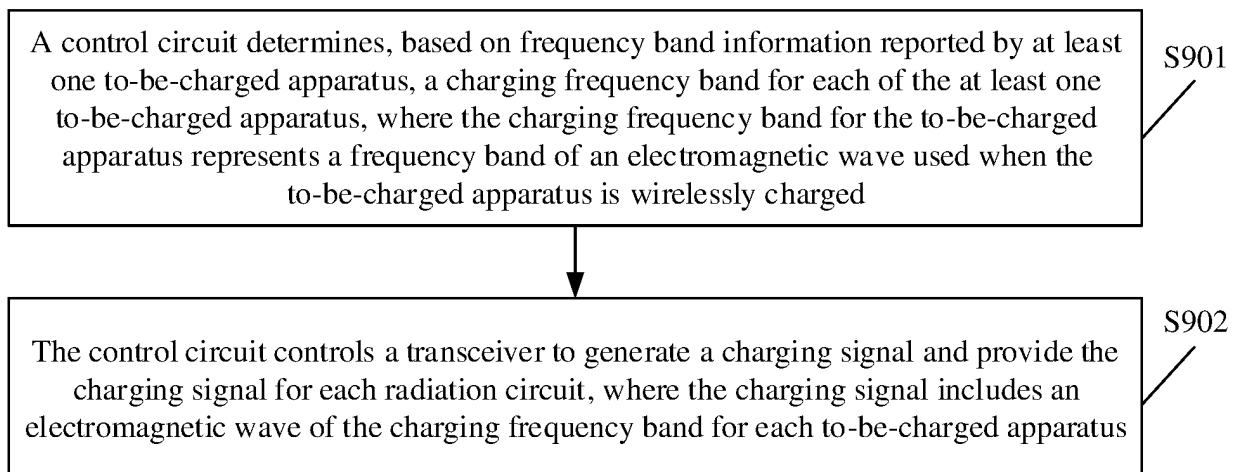 A control circuit determines, based on frequency band information reported by at least
one to-be-charged apparatus, a charging frequency band for each of the at least one
to-be-charged apparatus, where the charging frequency band for the to-be-charged
apparatus represents a frequency band of an electromagnetic wave used when the
to-be-charged apparatus is wirelessly charged
S901
The control circuit controls a transceiver to generate a charging signal and provide the
charging signal for each radiation circuit, where the charging signal includes an
electromagnetic wave of the charging frequency band for each to-be-charged apparatus
S902